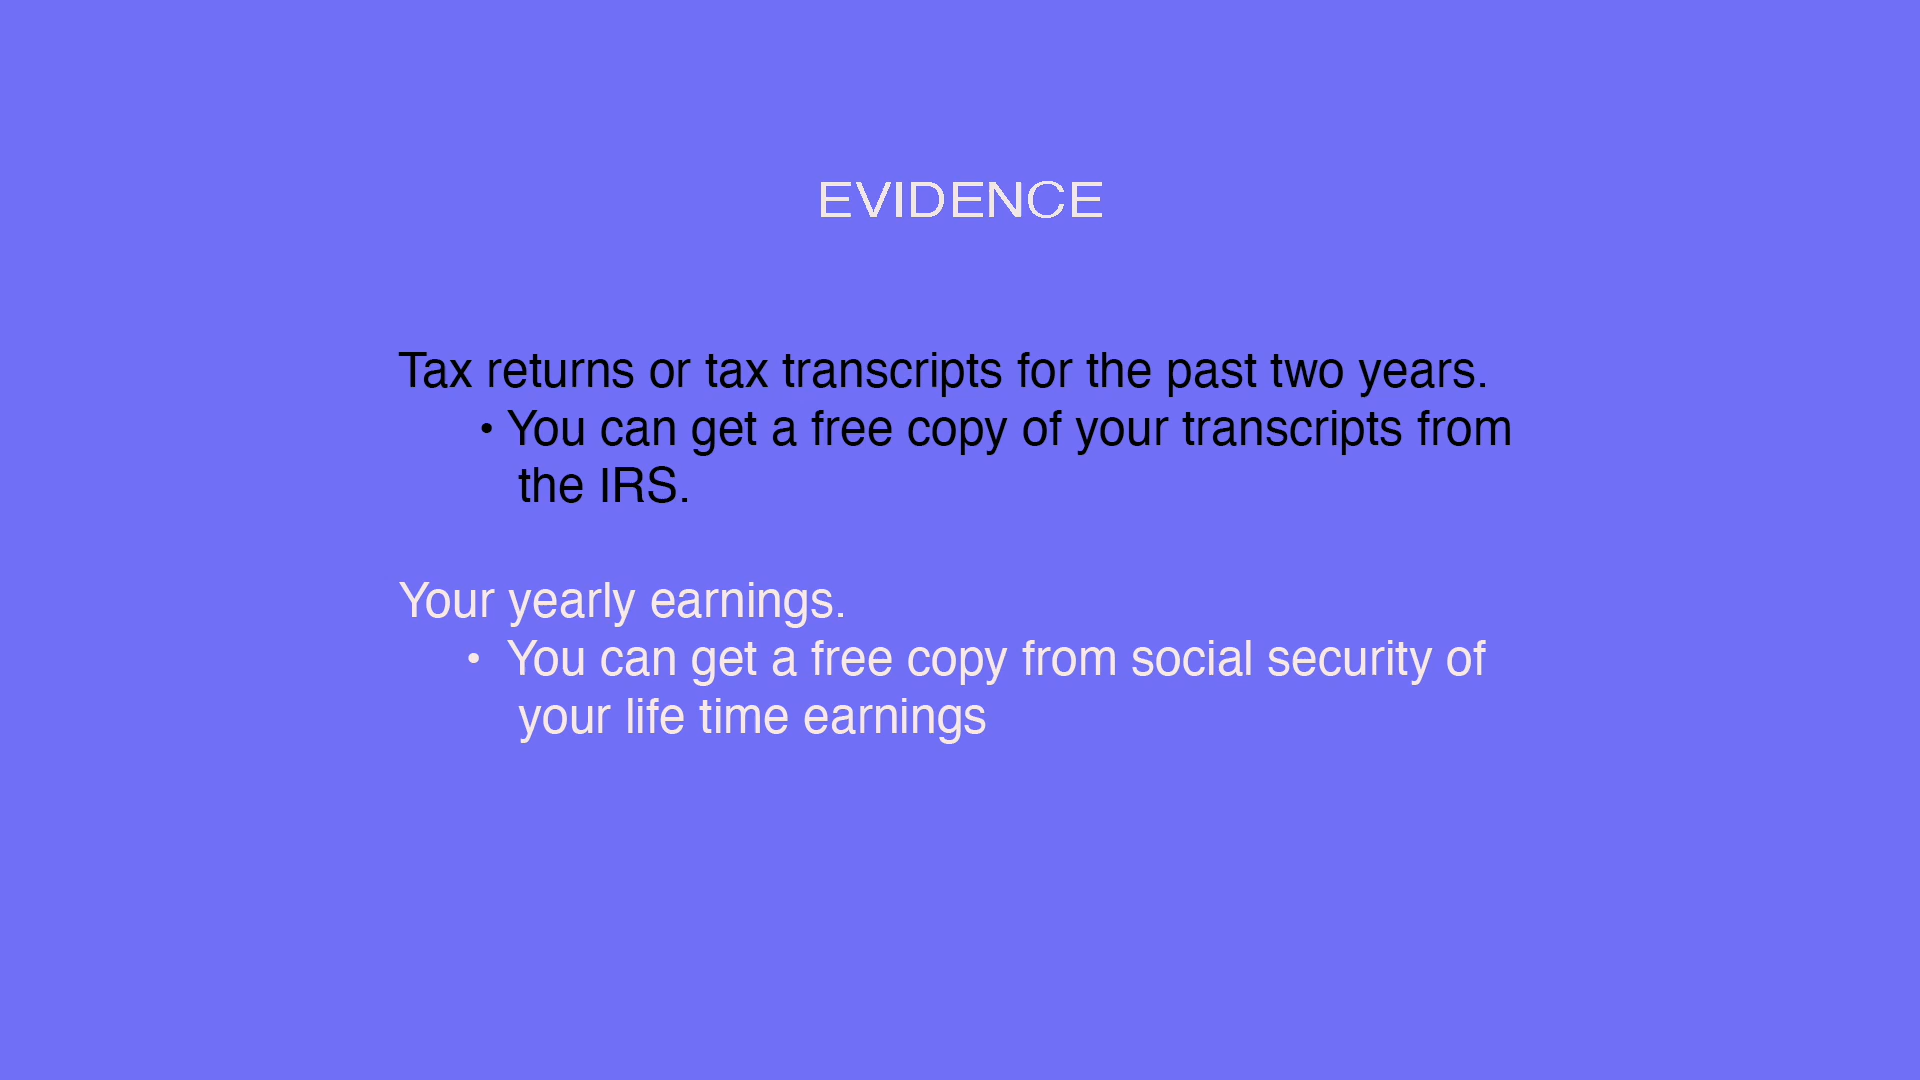 EVIDENCE
Tax returns or tax transcripts for the past two years.
• You can get a free copy of your transcripts from
the IRS.
Your yearly earnings.
• You can get a free copy from social security of
your life time earnings